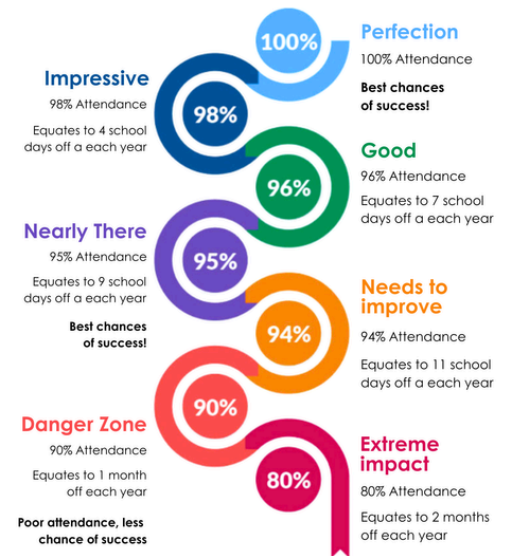 100%
Perfection
100% Attendance
Best chances
of success!
Impressive
98% Attendance
Equates to 4 school
days off a each year
98%
Good
96% Attendance
Equates to 7 school
days off a each year
96%
Nearly There
95% Attendance
Equates to 9 school
days off a each year
Best chances
of success!
95%
Needs to
improve
94% Attendance
Equates to 11 school
days off a each year
94%
Danger Zone
90% Attendance
Equates to 1 month
off each year
Poor attendance, less
chance of success
90%
Extreme
impact
80% Attendance
Equates to 2 months
off each year
80%